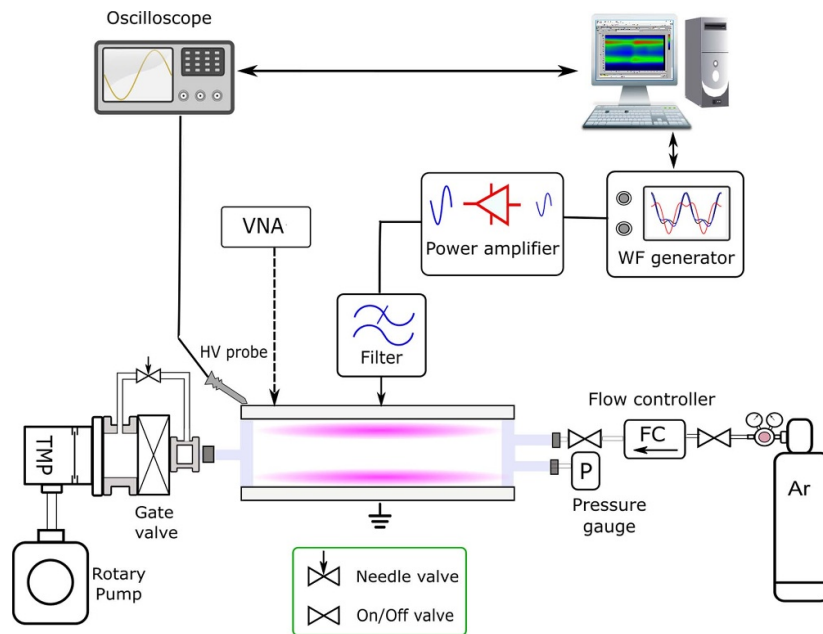 Oscilloscope
VNA
Power amplifier
WF generator
HV probe
Filter
Flow controller
TMP
FC
P
Ar
Gate
valve
Pressure
gauge
Rotary
Pump
Needle valve
On/Off valve